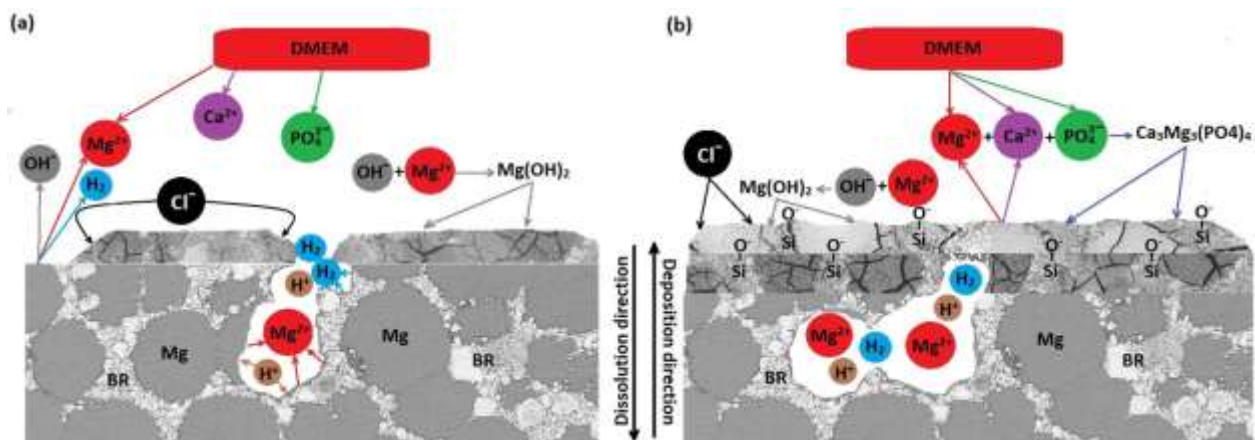 (a)
DMEM
Ca²⁺
Mg²⁺
PO₄³⁻
OH⁻
H₂
Cl⁻
OH⁻ + Mg²⁺ Mg(OH)₂
H₂
H₂
H⁺
Mg²⁺
Mg
Mg
BR
BR
H⁺
Dissolution direction
Deposition direction
(b)
DMEM
Mg²⁺ + Ca²⁺ + PO₄³⁻ Ca₃Mg₃(PO4)₄
Cl⁻
Mg(OH)₂ OH⁻ + Mg²⁺
O⁻
Si
O⁻
Si
O⁻
Si
O⁻
Si
O⁻
Si
O⁻
Si
H₂
H⁺
Mg²⁺
H₂
Mg²⁺
H⁺
Mg
BR
BR